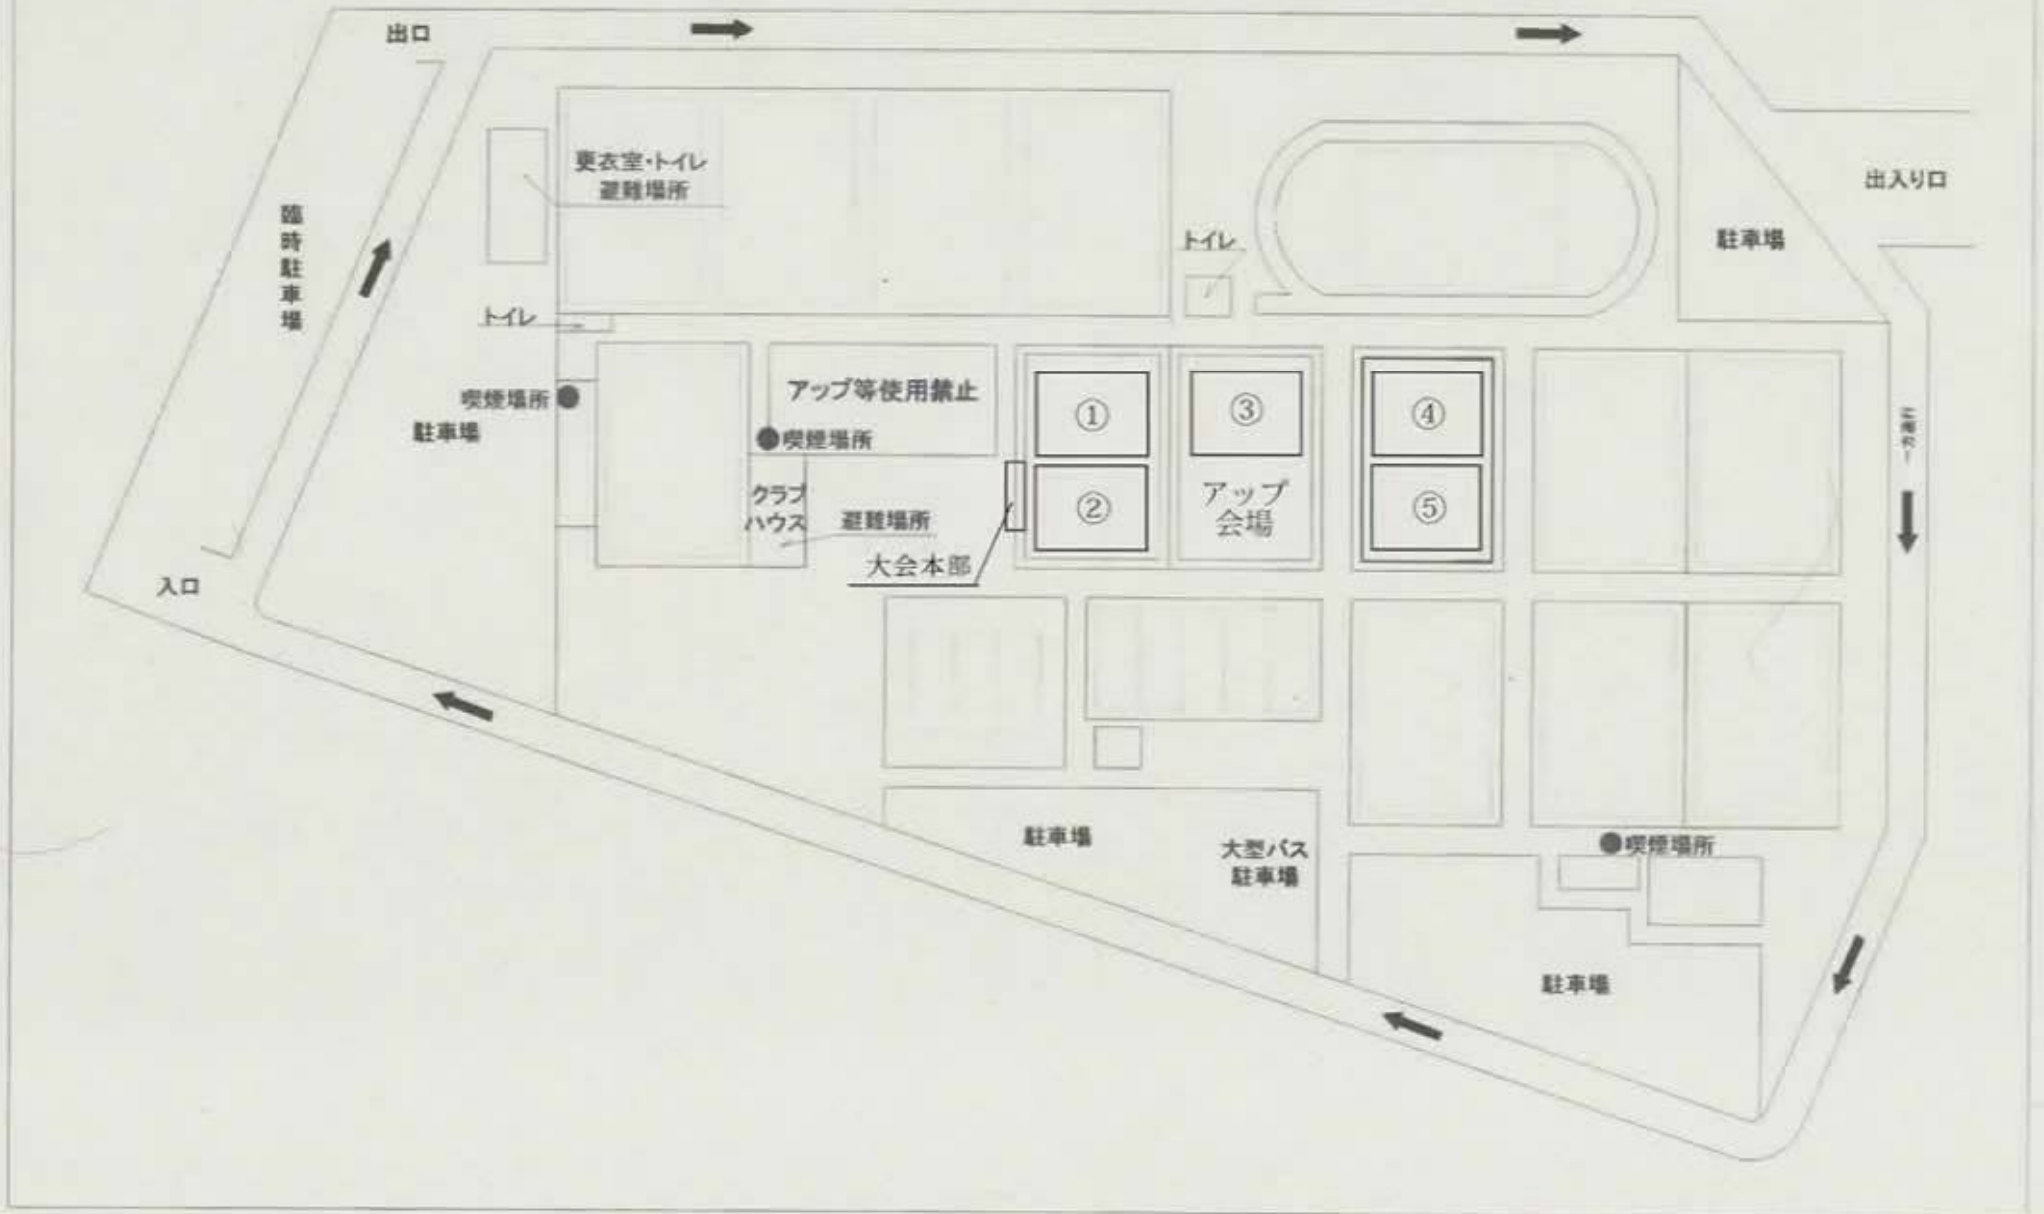 出口
更衣室・トイレ
避難場所
出入り口
臨時駐車場
トイレ
駐車場
トイレ
喫煙場所
駐車場
アップ等使用禁止
喫煙場所
①
③
④
②
アップ
会場
⑤
クラブ
ハウス
避難場所
大会本部
入口
駐車場
大型バス
駐車場
喫煙場所
駐車場